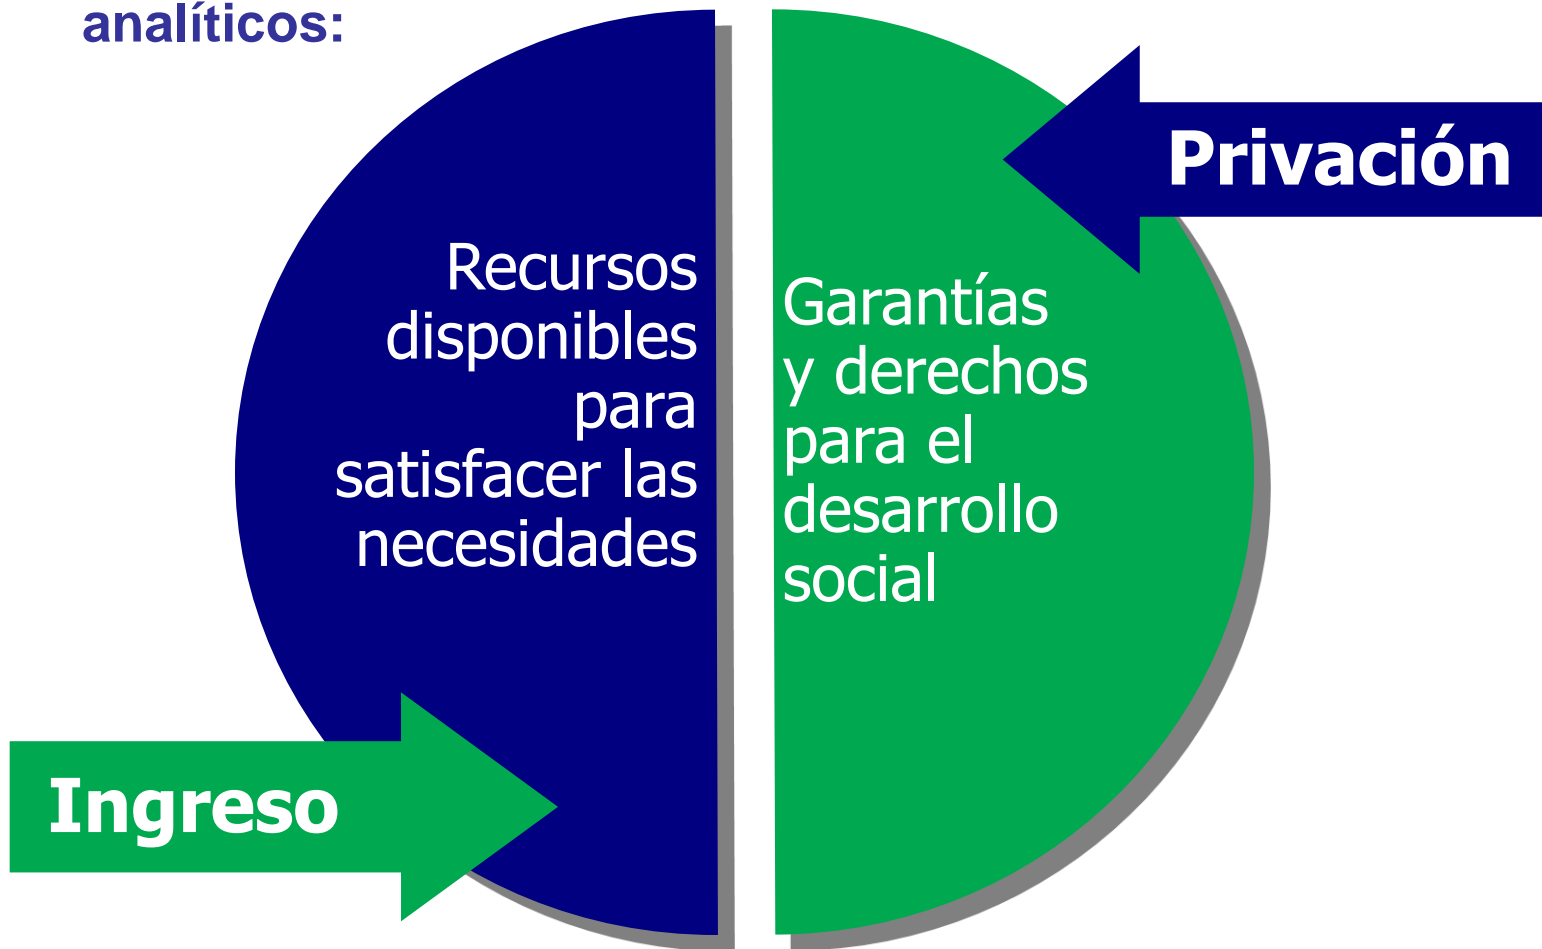 analíticos:
Privación
Recursos
disponibles
para
satisfacer las
necesidades
Garantías
y derechos
para el
desarrollo
social
Ingreso